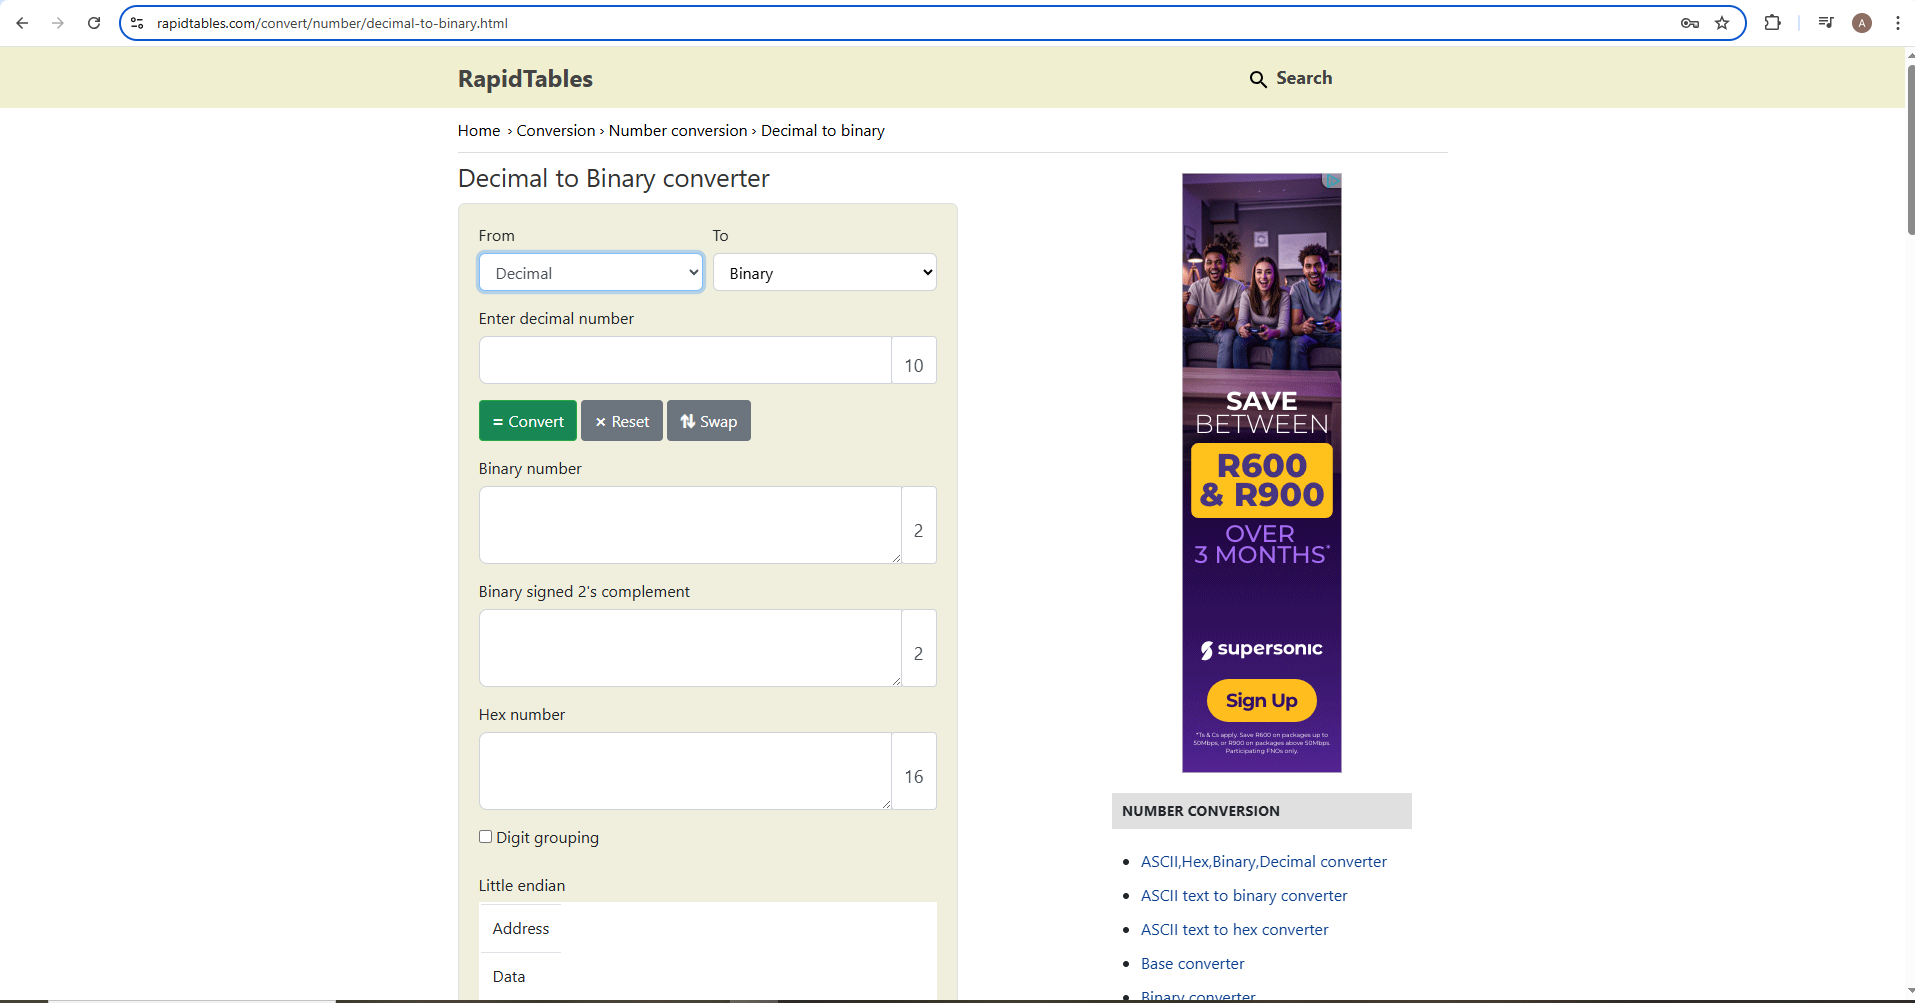 rapidtables.com/convert/number/decimal-to-binary.html
A
RapidTables
Search
Home › Conversion › Number conversion › Decimal to binary
Decimal to Binary converter
From
To
Decimal
Binary
Enter decimal number
10
= Convert
× Reset
Swap
Binary number
2
Binary signed 2's complement
2
Hex number
16
Digit grouping
Little endian
Address
Data
SAVE
BETWEEN
R600
& R900
OVER
3 MONTHS*
supersonic
Sign Up
*Ts & Cs apply. Save R600 on packages up to
50Mbps, or R900 on packages above 50Mbps.
Participating FNOs only.
NUMBER CONVERSION
ASCII,Hex,Binary,Decimal converter
ASCII text to binary converter
ASCII text to hex converter
Base converter
Binary converter